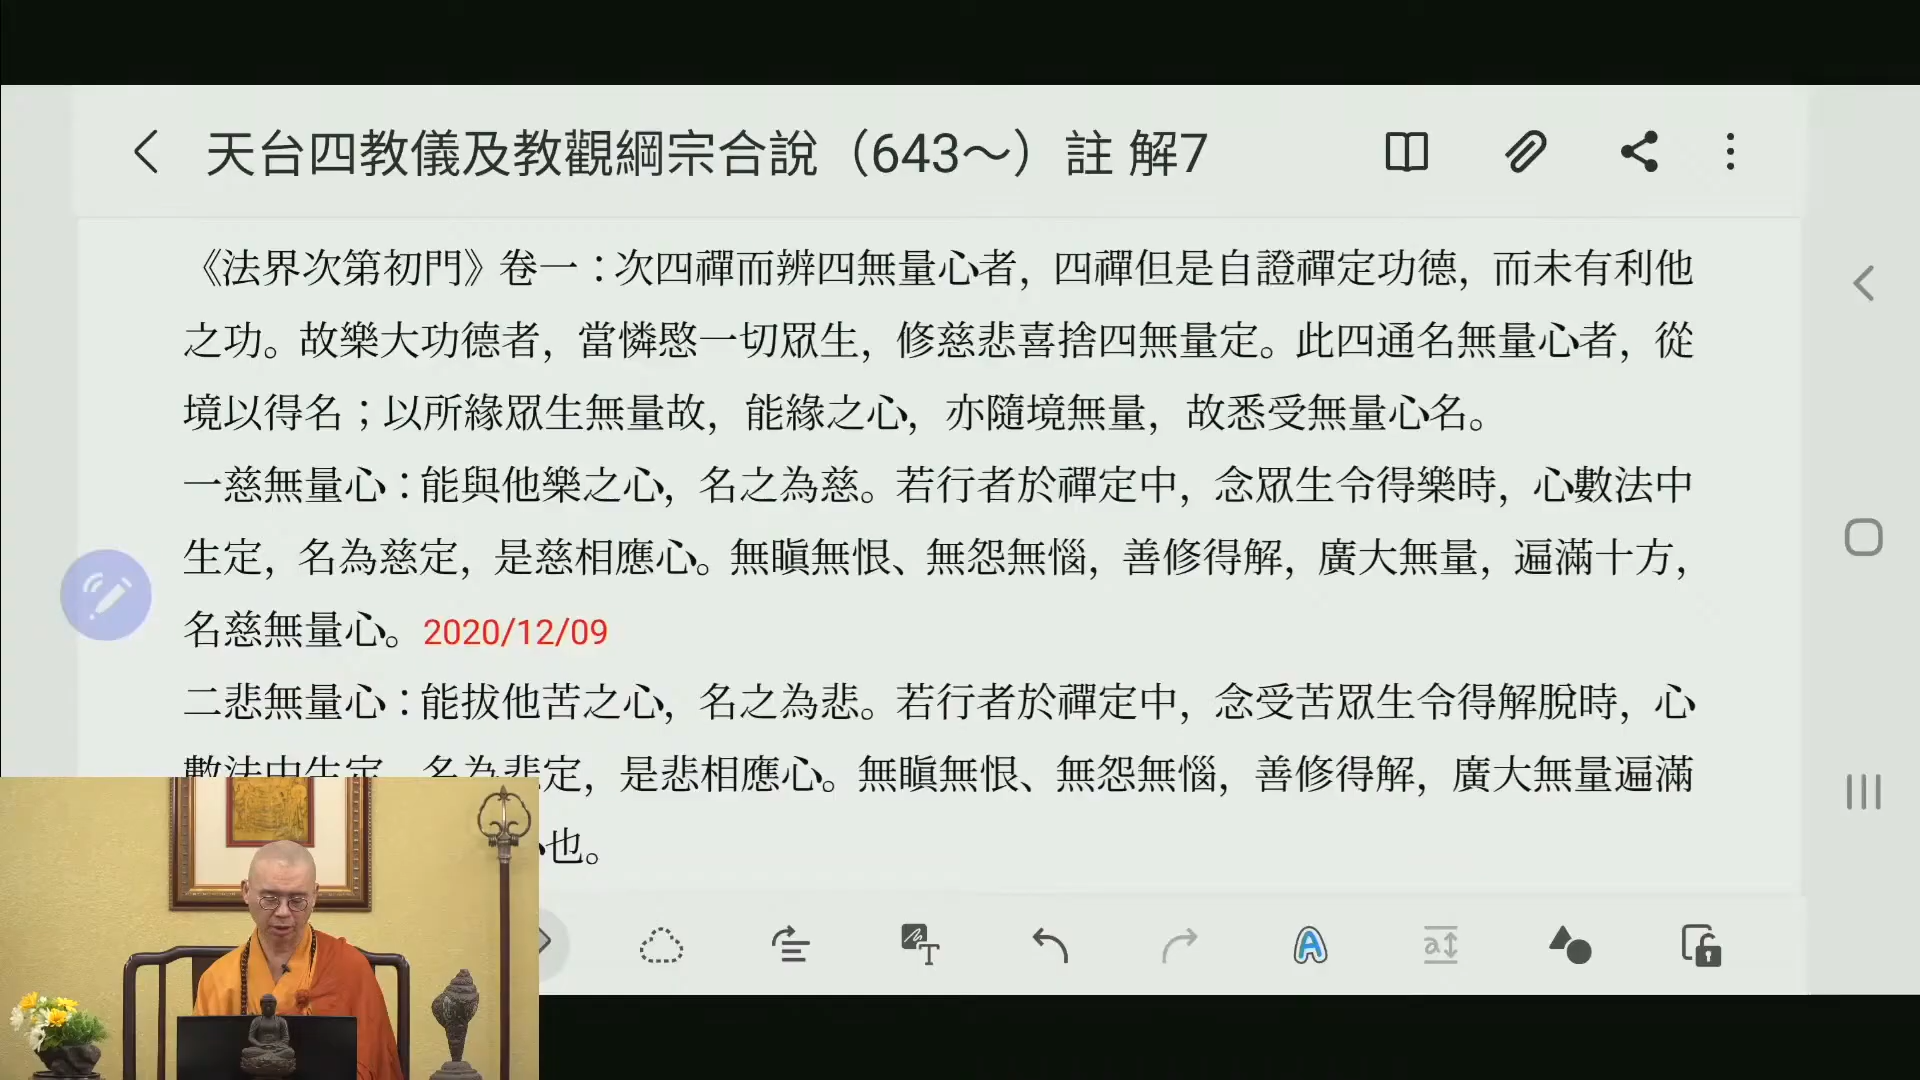 天台四教儀及教觀綱宗合說（643～）註 解7
《法界次第初門》卷一：次四禪而辨四無量心者，四禪但是自證禪定功德，而未有利他
之功。故樂大功德者，當憐愍一切眾生，修慈悲喜捨四無量定。此四通名無量心者，從
境以得名；以所緣眾生無量故，能緣之心，亦隨境無量，故悉受無量心名。
一慈無量心：能與他樂之心，名之為慈。若行者於禪定中，念眾生令得樂時，心數法中
生定，名為慈定，是慈相應心。無瞋無恨、無怨無惱，善修得解，廣大無量，遍滿十方，
名慈無量心。2020/12/09
二悲無量心：能拔他苦之心，名之為悲。若行者於禪定中，念受苦眾生令得解脫時，心
數法中生定，名為悲定，是悲相應心。無瞋無恨、無怨無惱，善修得解，廣大無量遍滿
也。